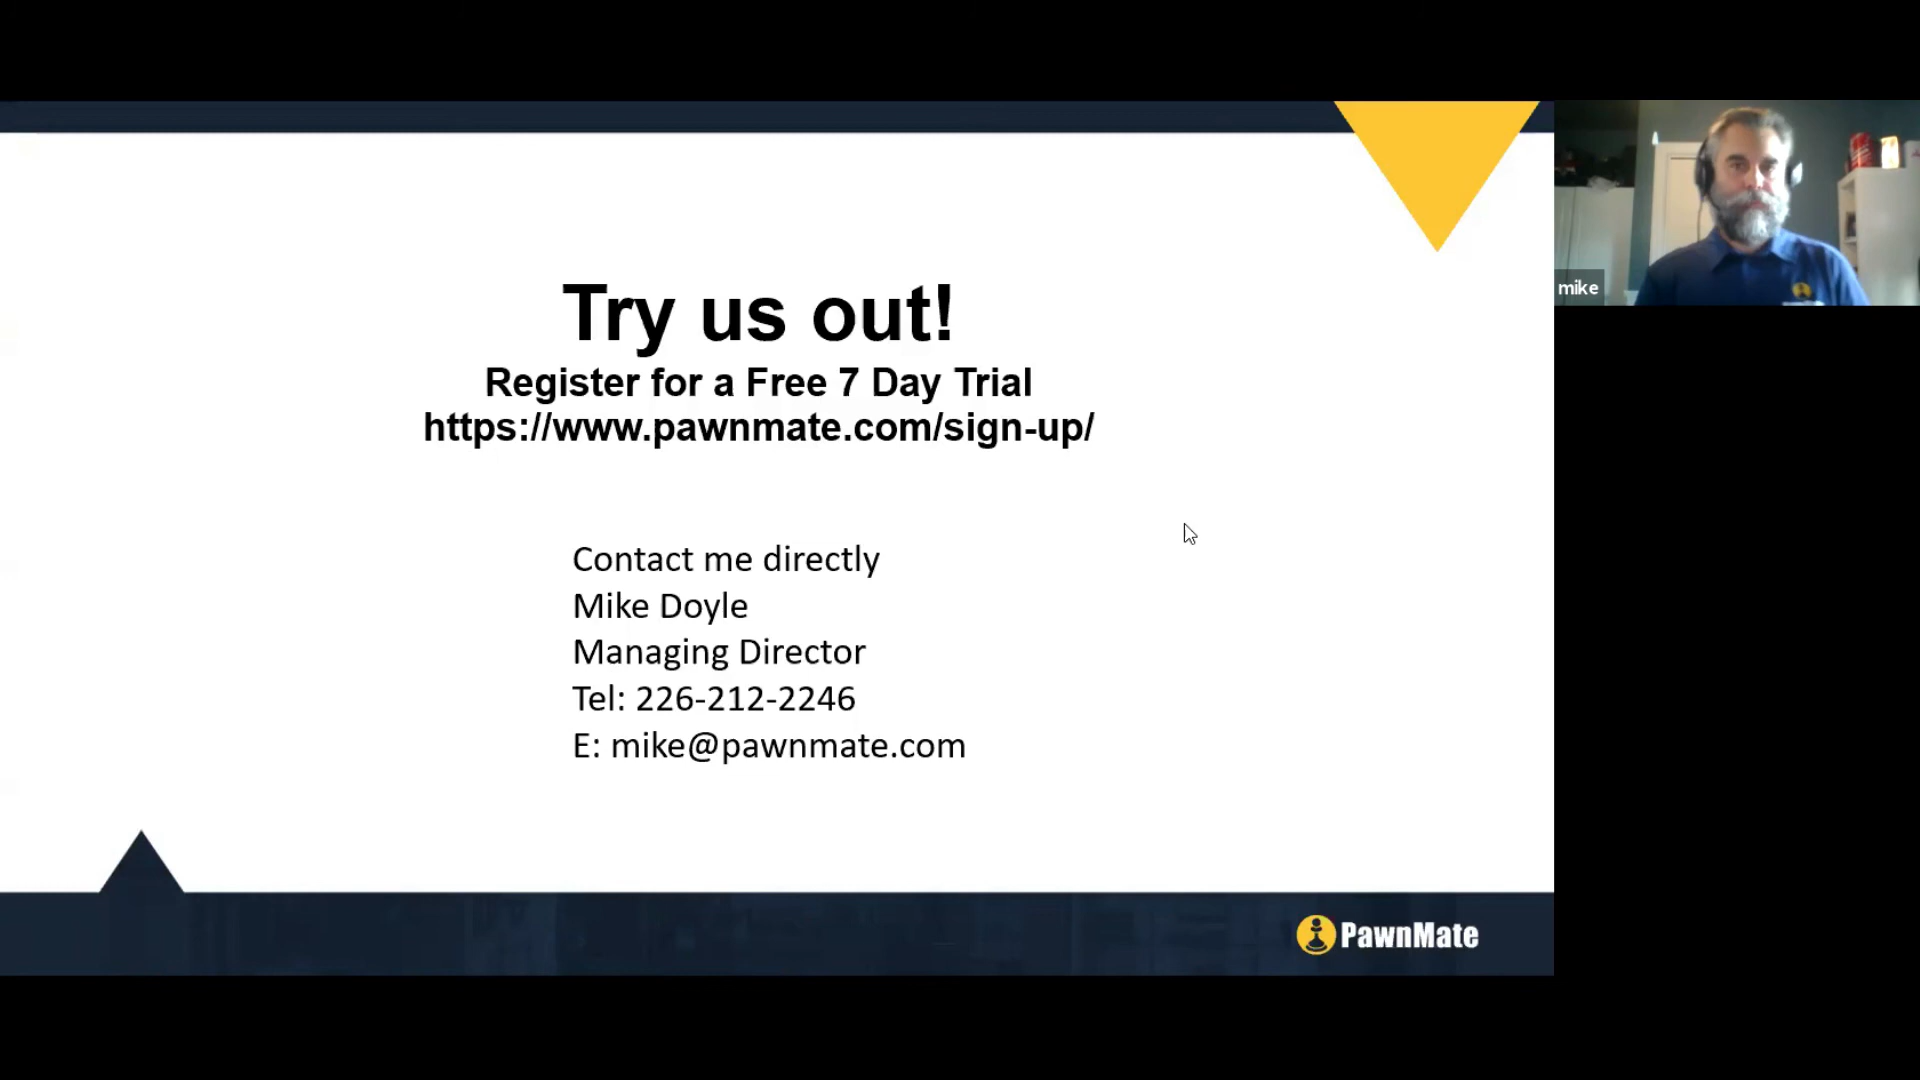 Try us out!
Register for a Free 7 Day Trial
https://www.pawnmate.com/sign-up/
Contact me directly
Mike Doyle
Managing Director
Tel: 226-212-2246
E: mike@pawnmate.com
PawnMate
mike